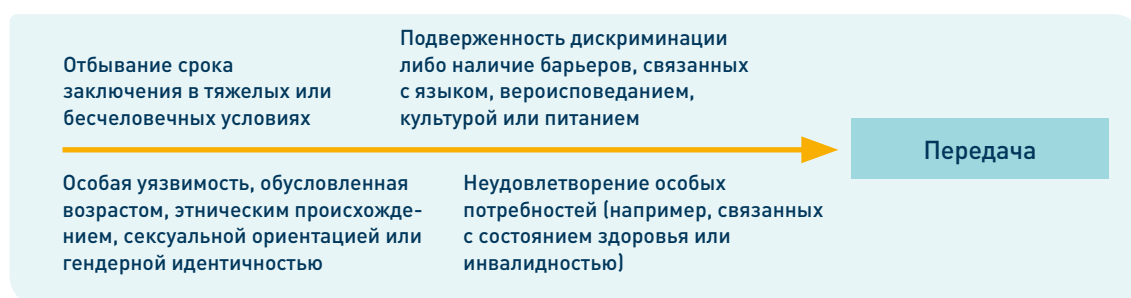 Отбывание срока
заключения в тяжелых или
бесчеловечных условиях
Подверженность дискриминации
либо наличие барьеров, связанных
с языком, вероисповеданием,
культурой или питанием
Передача
Особая уязвимость, обусловленная
возрастом, этническим происхожде-
нием, сексуальной ориентацией или
гендерной идентичностью
Неудовлетворение особых
потребностей (например, связанных
с состоянием здоровья или
инвалидностью)